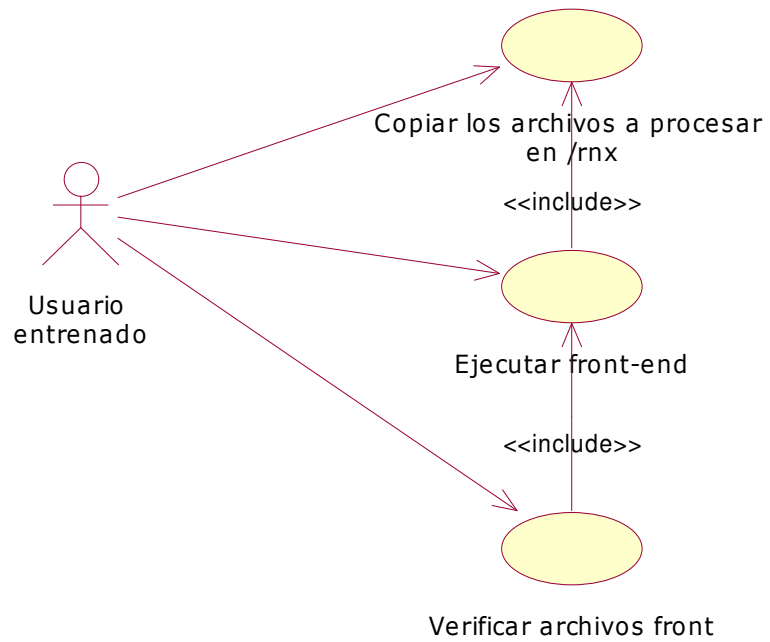 Copiar los archivos a procesar
en /rnx
<<include>>
Usuario
entrenado
Ejecutar front-end
<<include>>
Verificar archivos front